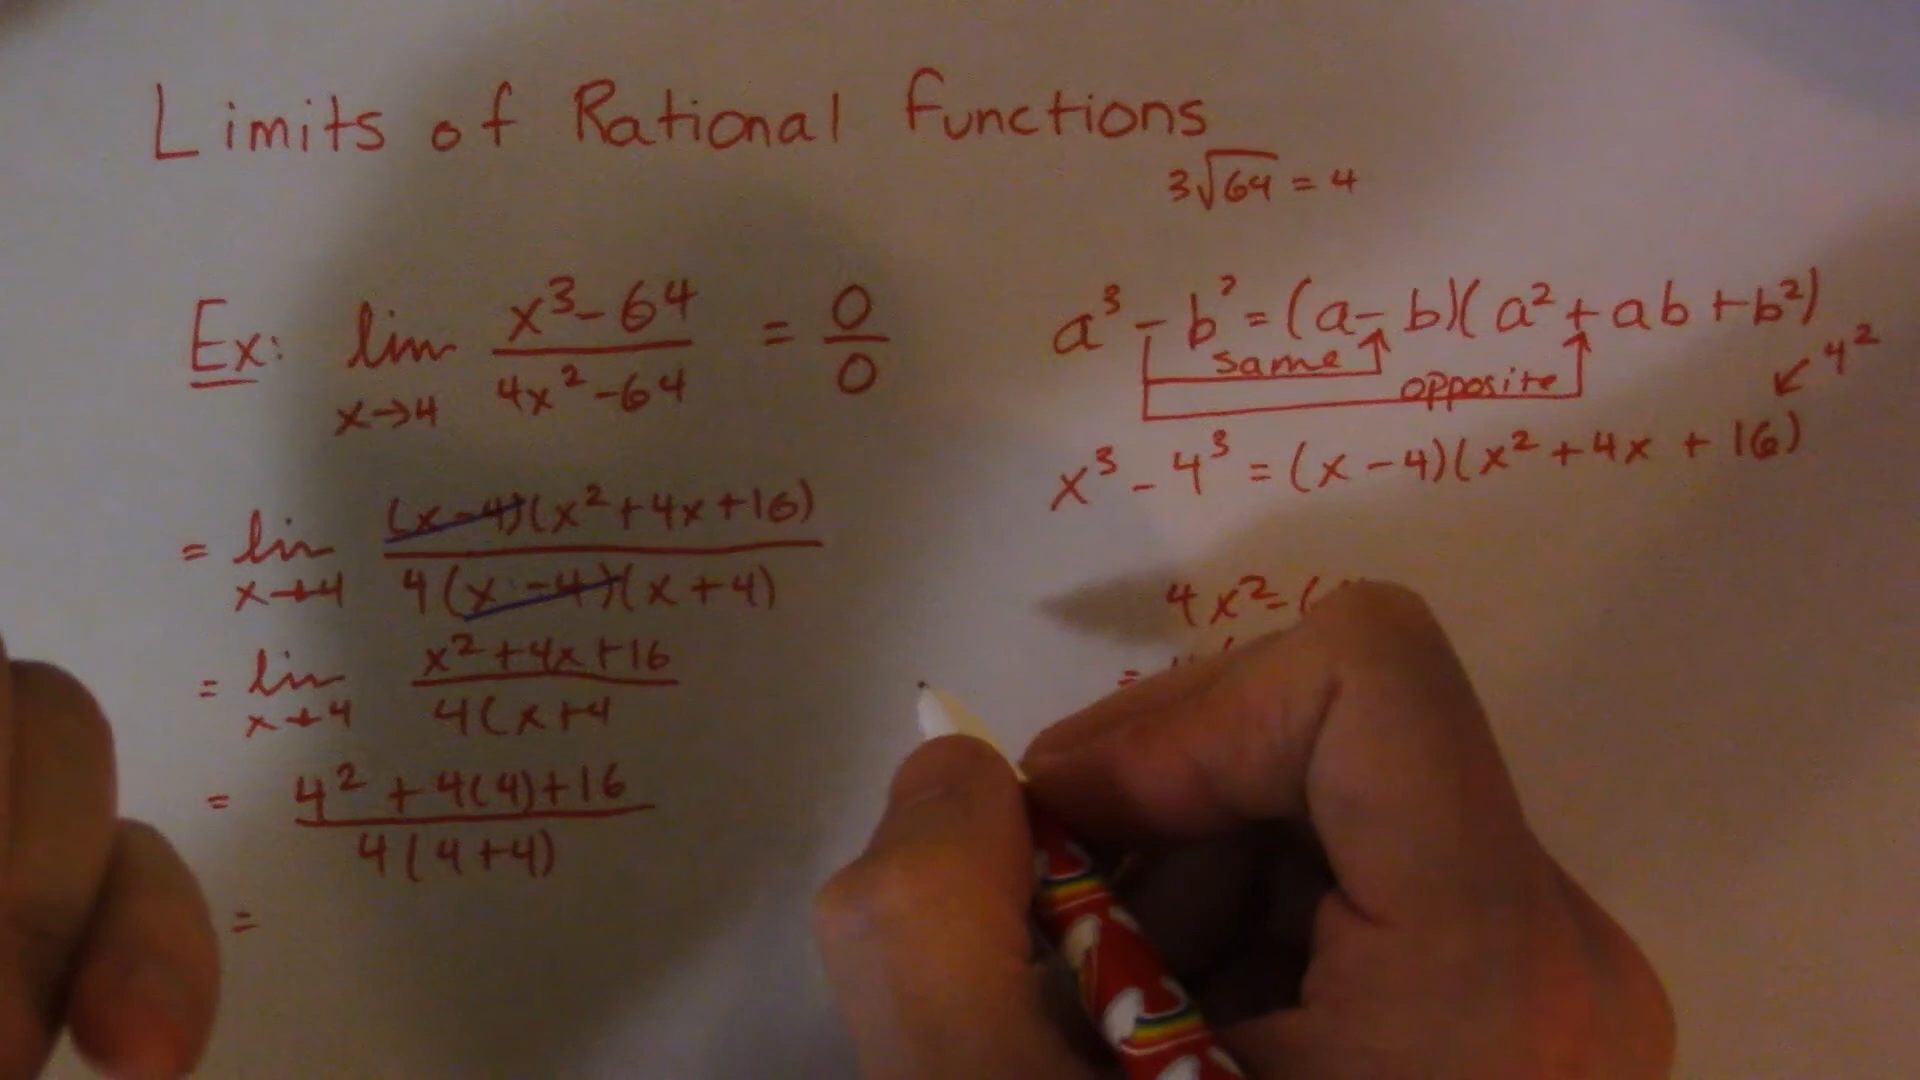 Limits of Rational Functions
3√64 = 4
Ex: lim x³-64 = 0
x→4 4x²-64 0
a³ - b³ = (a-b)(a²+ab+b²)
same
opposite
4²
x³ - 4³ = (x-4)(x²+4x+16)
= lim (x-4)(x²+4x+16)
x→4 4(x-4)(x+4)
4x²-
=
= lim x²+4x+16
x→4 4(x+4
= 4²+4(4)+16
4(4+4)
=